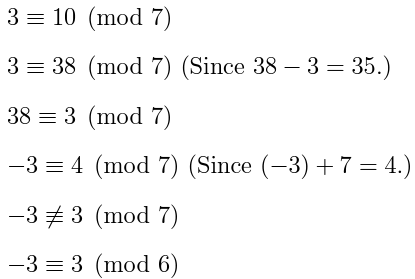 3 ≡ 10 (mod 7)
3 ≡ 38 (mod 7) (Since 38 − 3 = 35.)
38 ≡ 3 (mod 7)
−3 ≡ 4 (mod 7) (Since (−3) + 7 = 4.)
−3 ≢ 3 (mod 7)
−3 ≡ 3 (mod 6)